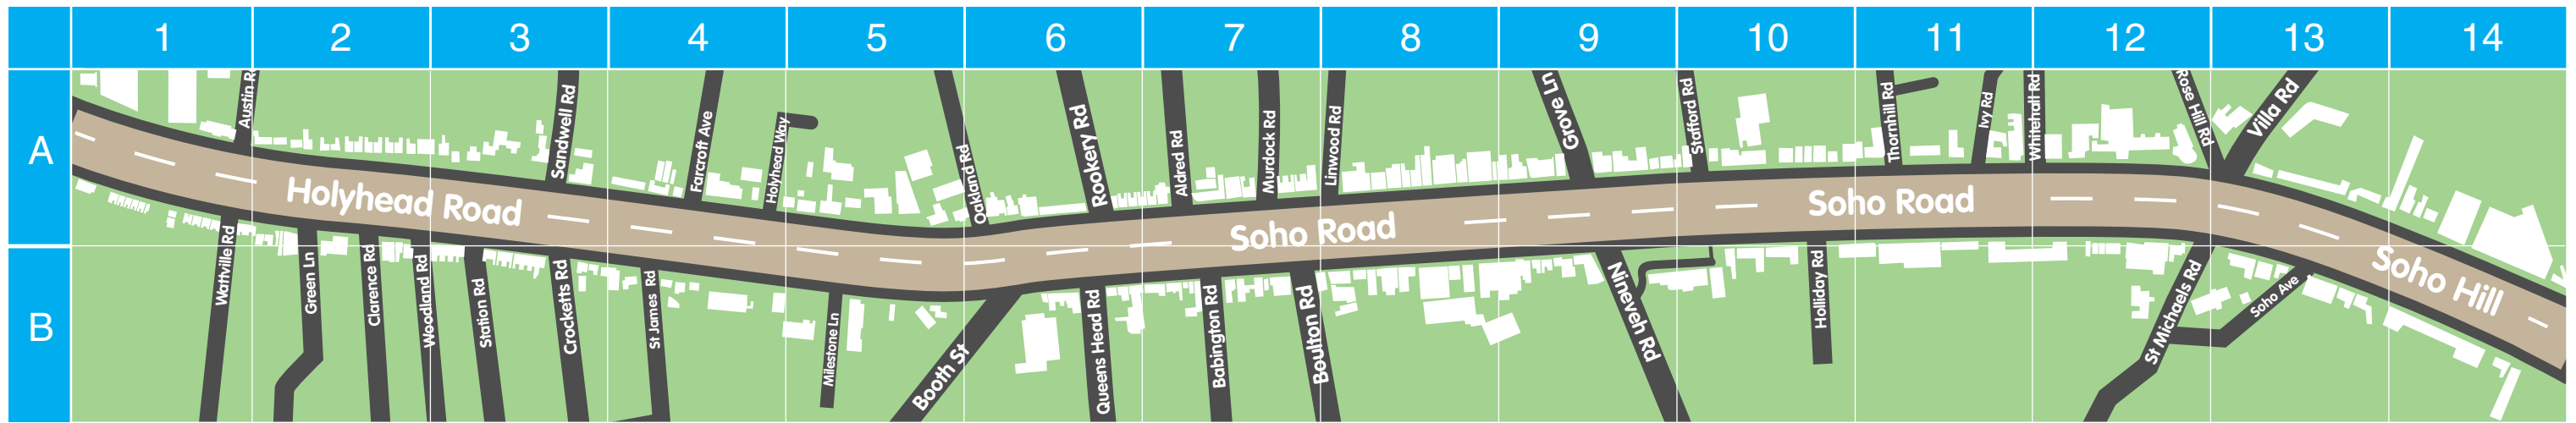 1 2 3 4 5 6 7 8 9 10 11 12 13 14
A
Austin R
Sandwell Rd
Farcroft Ave
Holyhead Way
Oakland Rd
Rookery Rd
Aldred Rd
Murdock Rd
Linwood Rd
Grove Ln
Stafford Rd
Thornhill Rd
Ivy Rd
Whitehall Rd
Rose Hill Rd
Villa Rd
Holyhead Road
Soho Road
Soho Road
Soho Hill
B
Wattville Rd
Green Ln
Clarence Rd
Woodland Rd
Station Rd
Crocketts Rd
St James Rd
Milestone Ln
Booth St
Queens Head Rd
Babington Rd
Boulton Rd
Nineveh Rd
Holliday Rd
St Michaels Rd
Soho Ave